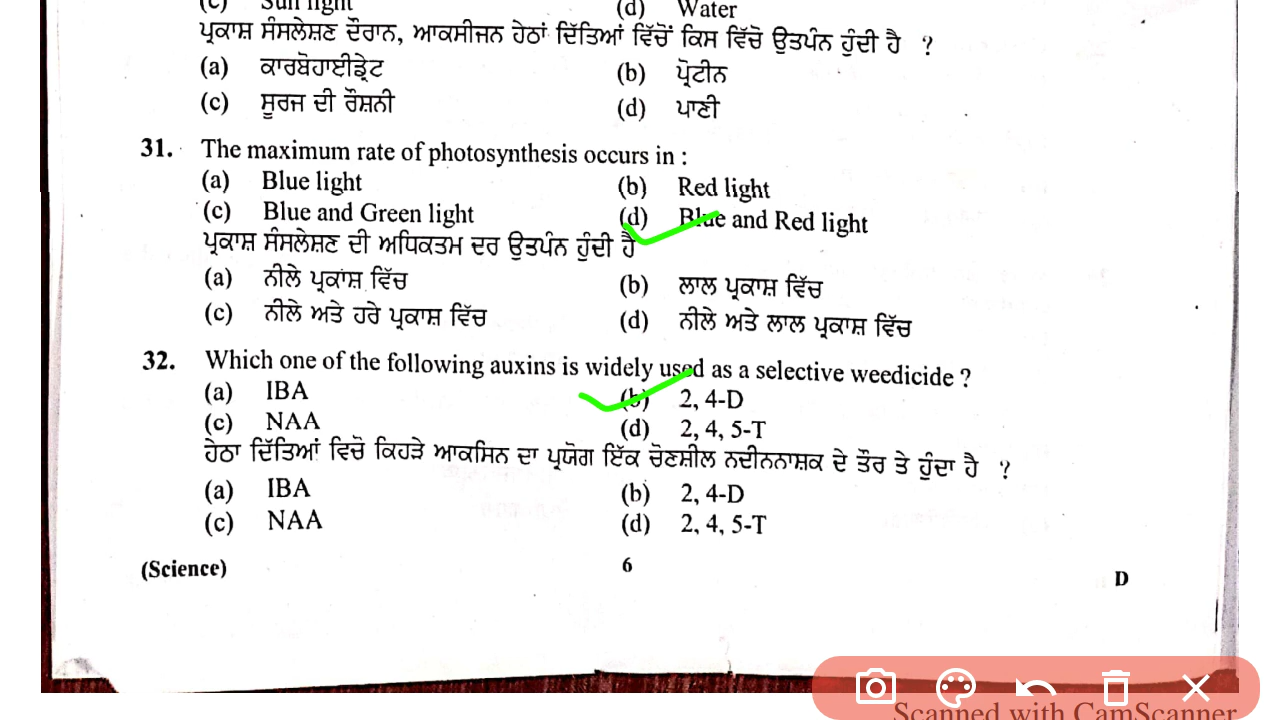 (c) Sun light (d) Water
ਪ੍ਰਕਾਸ਼ ਸੰਸਲੇਸ਼ਣ ਦੌਰਾਨ, ਆਕਸੀਜਨ ਹੇਠਾਂ ਦਿੱਤਿਆਂ ਵਿੱਚੋਂ ਕਿਸ ਵਿੱਚੋ ਉਤਪੰਨ ਹੁੰਦੀ ਹੈ ?
(a) ਕਾਰਬੋਹਾਈਡ੍ਰੇਟ (b) ਪ੍ਰੋਟੀਨ
(c) ਸੂਰਜ ਦੀ ਰੌਸ਼ਨੀ (d) ਪਾਣੀ
31. The maximum rate of photosynthesis occurs in :
(a) Blue light (b) Red light
(c) Blue and Green light (d) Blue and Red light
ਪ੍ਰਕਾਸ਼ ਸੰਸਲੇਸ਼ਣ ਦੀ ਅਧਿਕਤਮ ਦਰ ਉਤਪੰਨ ਹੁੰਦੀ ਹੈ
(a) ਨੀਲੇ ਪ੍ਰਕਾਂਸ਼ ਵਿੱਚ (b) ਲਾਲ ਪ੍ਰਕਾਸ਼ ਵਿੱਚ
(c) ਨੀਲੇ ਅਤੇ ਹਰੇ ਪ੍ਰਕਾਸ਼ ਵਿੱਚ (d) ਨੀਲੇ ਅਤੇ ਲਾਲ ਪ੍ਰਕਾਸ਼ ਵਿੱਚ
32. Which one of the following auxins is widely used as a selective weedicide ?
(a) IBA (b) 2, 4-D
(c) NAA (d) 2, 4, 5-T
ਹੇਠਾ ਦਿੱਤਿਆਂ ਵਿਚੋ ਕਿਹੜੇ ਆਕਸਿਨ ਦਾ ਪ੍ਰਯੋਗ ਇੱਕ ਚੋਣਸ਼ੀਲ ਨਦੀਨਨਾਸ਼ਕ ਦੇ ਤੌਰ ਤੇ ਹੁੰਦਾ ਹੈ ?
(a) IBA (b) 2, 4-D
(c) NAA (d) 2, 4, 5-T
(Science) 6 D
Scanned with CamScanner